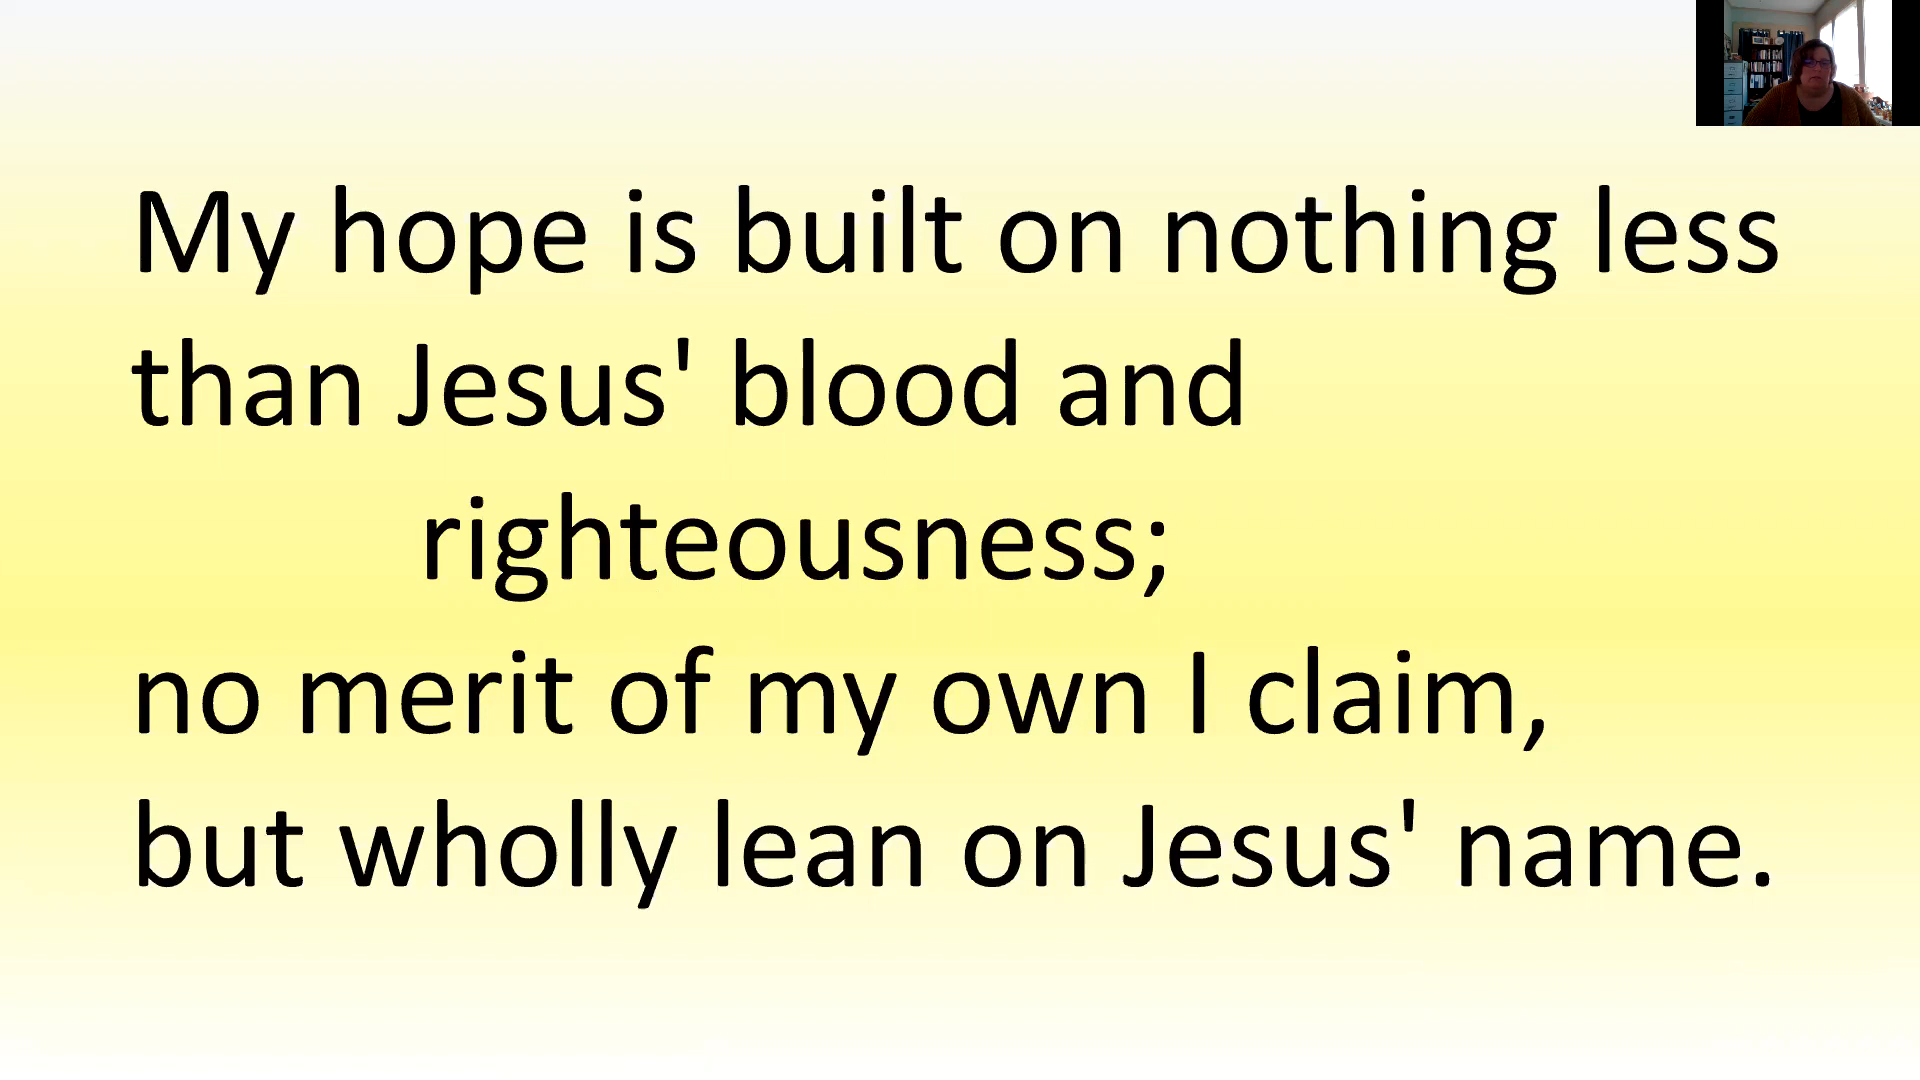 My hope is built on nothing less
than Jesus' blood and
righteousness;
no merit of my own I claim,
but wholly lean on Jesus' name.